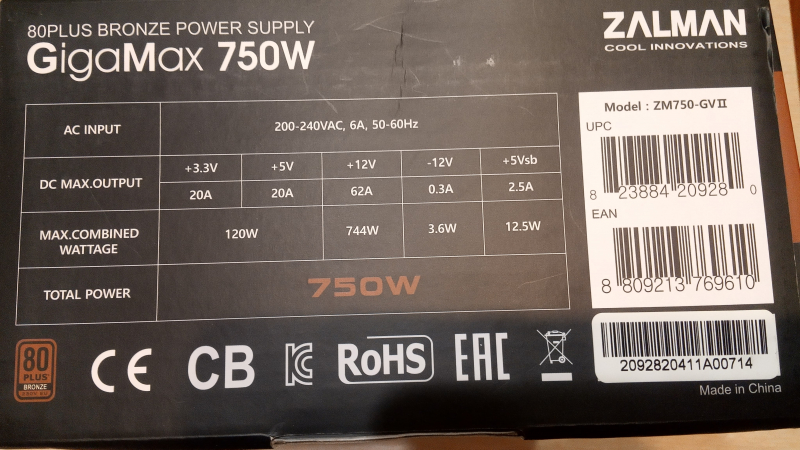 80PLUS BRONZE POWER SUPPLY
GigaMax 750W
ZALMAN
COOL INNOVATIONS
AC INPUT
200-240VAC, 6A, 50-60Hz
DC MAX.OUTPUT
+3.3V +5V +12V -12V +5Vsb
20A 20A 62A 0.3A 2.5A
MAX.COMBINED
WATTAGE
120W 744W 3.6W 12.5W
TOTAL POWER
750W
Model : ZM750-GVⅡ
UPC
8 23884 20928 0
EAN
8 809213 769610
2092820411A00714
Made in China
80
PLUS
BRONZE
CE
CB
KC
RoHS
EAC